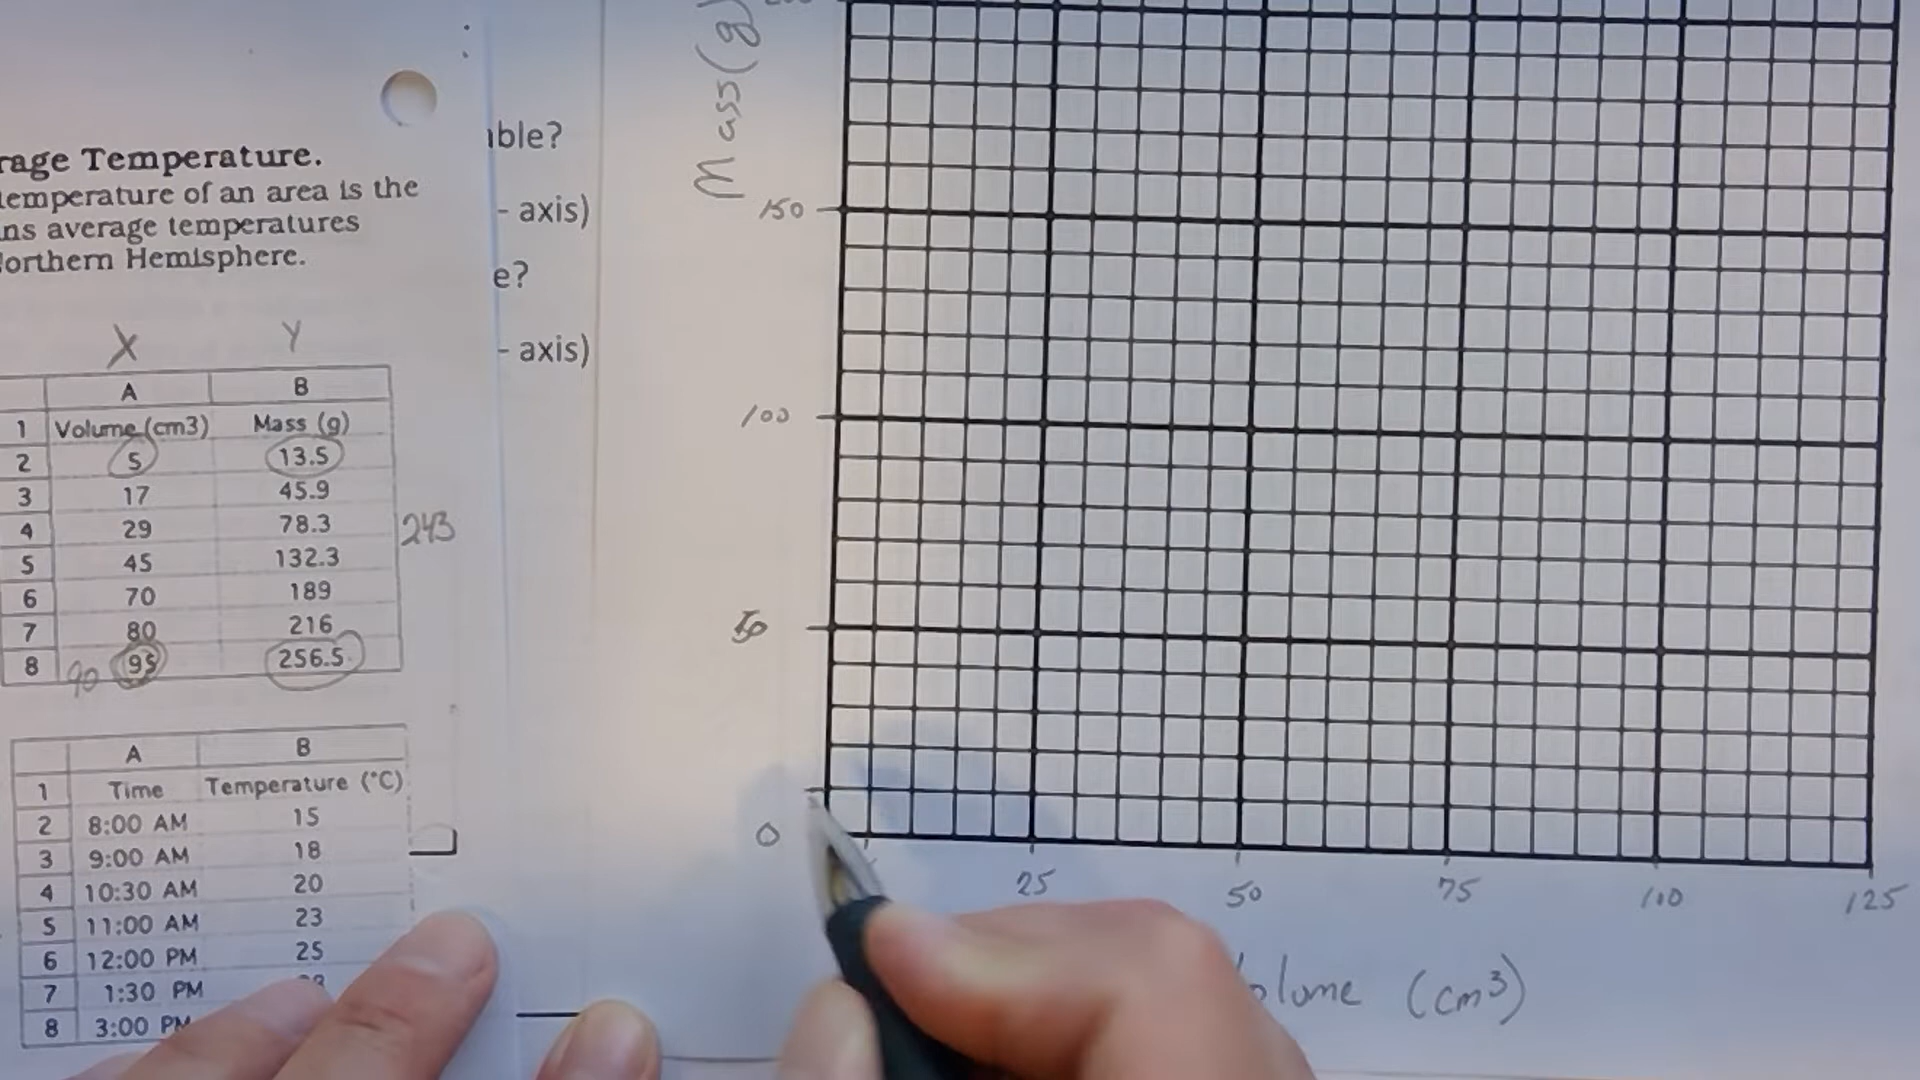 rage Temperature.
temperature of an area is the
ns average temperatures
orthern Hemisphere.
X Y
A B
1 Volume (cm3) Mass (g)
2 5 13.5
3 17 45.9
4 29 78.3
5 45 132.3
6 70 189
7 80 216
8 95 256.5
243
90
A B
1 Time Temperature (°C)
2 8:00 AM 15
3 9:00 AM 18
4 10:30 AM 20
5 11:00 AM 23
6 12:00 PM 25
7 1:30 PM
8 3:00 PM
ble?
- axis)
e?
- axis)
Mass (g)
150
100
50
0
25 50 75 100 125
olume (cm3)